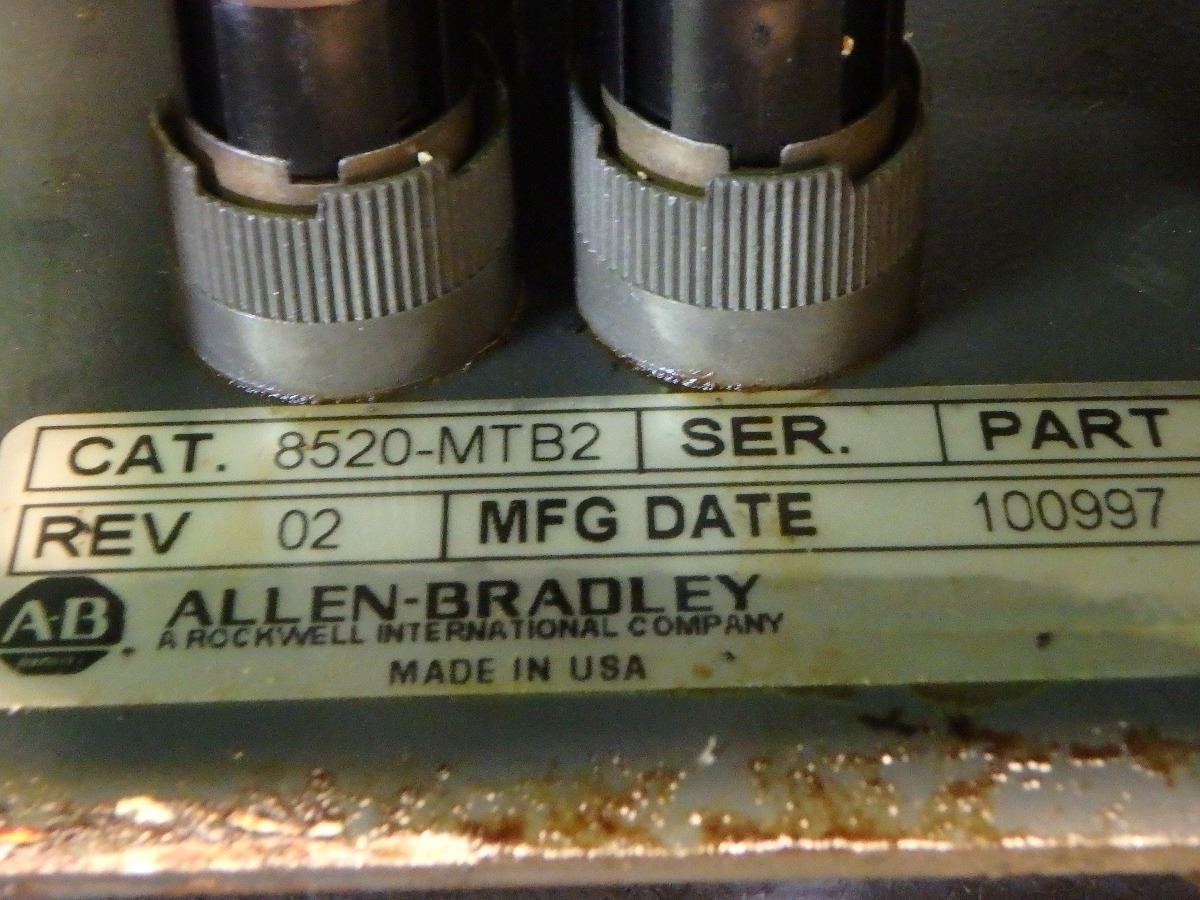 CAT. 8520-MTB2 SER. PART
REV 02 MFG DATE 100997
A-B
ALLEN-BRADLEY
A ROCKWELL INTERNATIONAL COMPANY
MADE IN USA